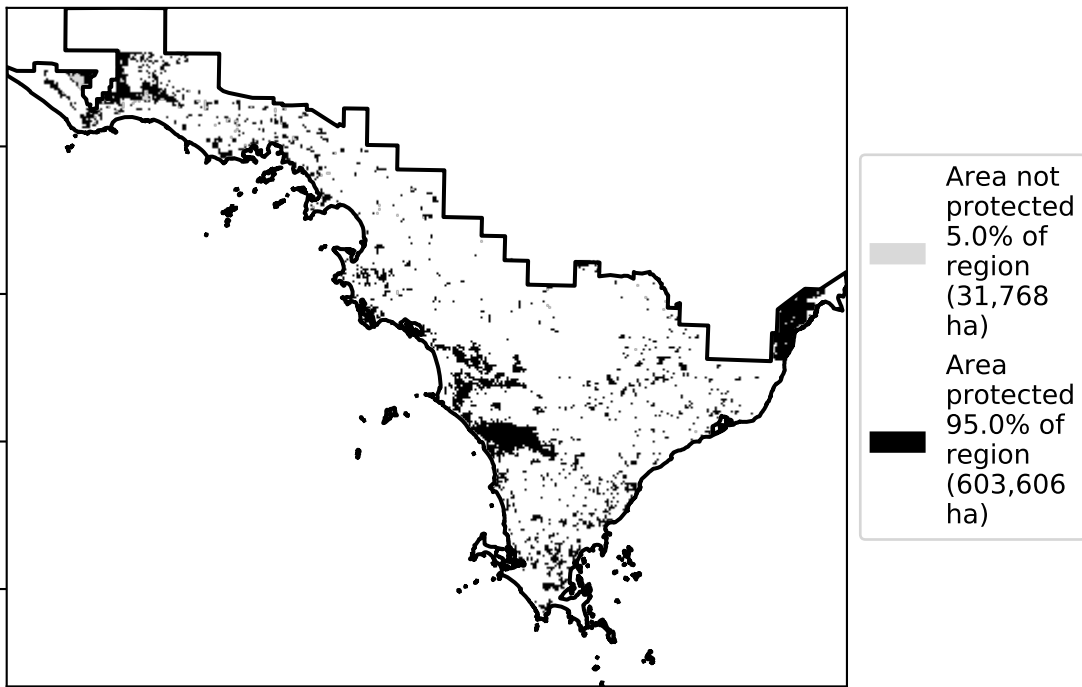 Area not
protected
5.0% of
region
(31,768
ha)
Area
protected
95.0% of
region
(603,606
ha)